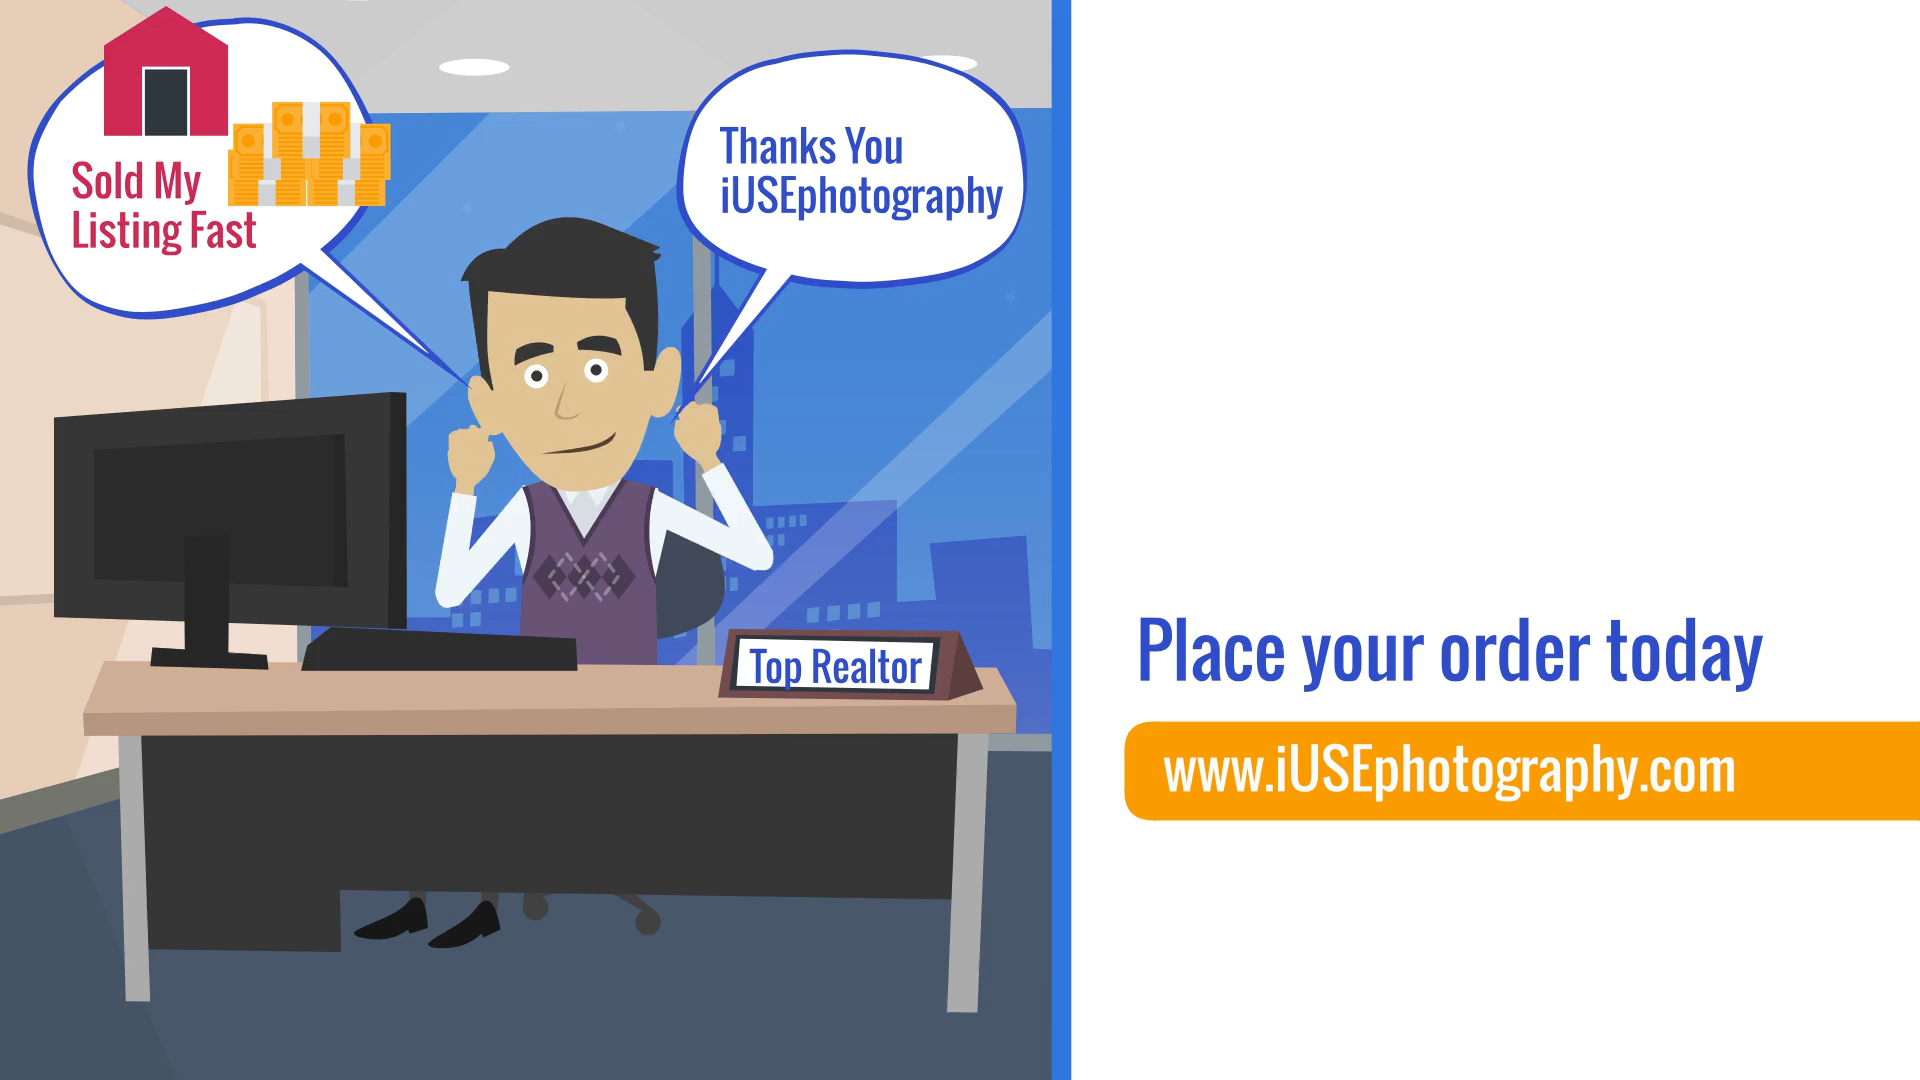 Sold My
Listing Fast
Thanks You
iUSEphotography
Top Realtor
Place your order today
www.iUSEphotography.com